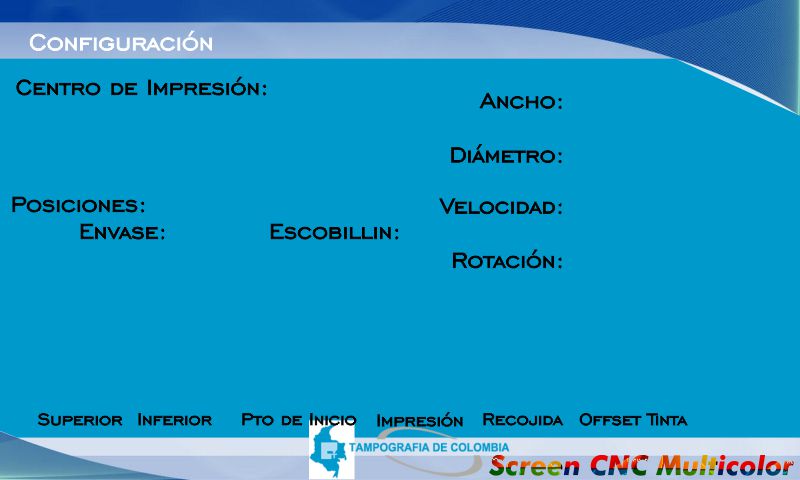 Configuración
Centro de Impresión:
Ancho:
Diámetro:
Posiciones:
Velocidad:
Envase: Escobillin:
Rotación:
Superior Inferior Pto de Inicio Impresión Recojida Offset Tinta
TAMPOGRAFIA DE COLOMBIA
Screen CNC Multicolor